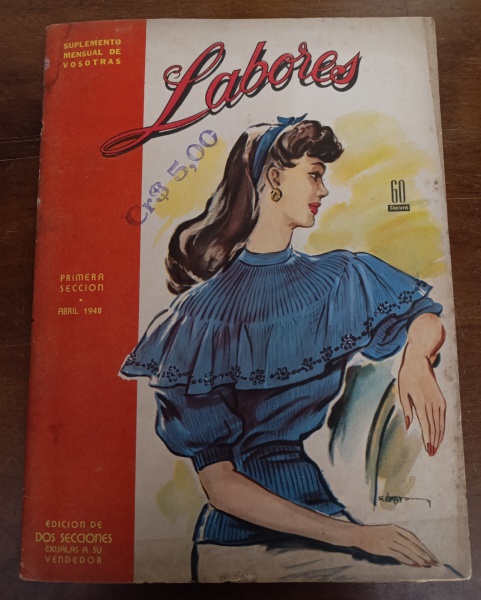 SUPLEMENTO
MENSUAL DE
VOSOTRAS
Labores
Cr$ 5,00
60
Centavos
PRIMERA
SECCION
ABRIL 1948
EDICION DE
DOS SECCIONES
EXIJALAS A SU
VENDEDOR